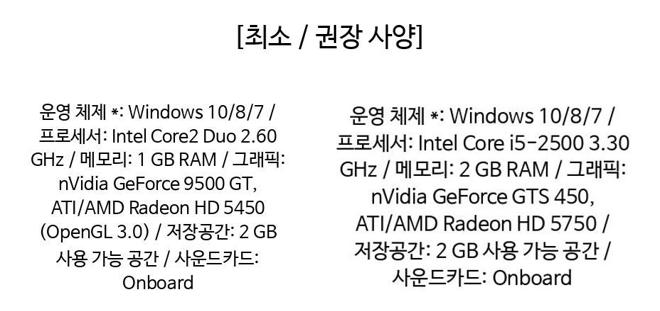 [최소 / 권장 사양]
운영 체제 *: Windows 10/8/7 /
프로세서: Intel Core2 Duo 2.60
GHz / 메모리: 1 GB RAM / 그래픽:
nVidia GeForce 9500 GT,
ATI/AMD Radeon HD 5450
(OpenGL 3.0) / 저장공간: 2 GB
사용 가능 공간 / 사운드카드:
Onboard
운영 체제 *: Windows 10/8/7 /
프로세서: Intel Core i5-2500 3.30
GHz / 메모리: 2 GB RAM / 그래픽:
nVidia GeForce GTS 450,
ATI/AMD Radeon HD 5750 /
저장공간: 2 GB 사용 가능 공간 /
사운드카드: Onboard